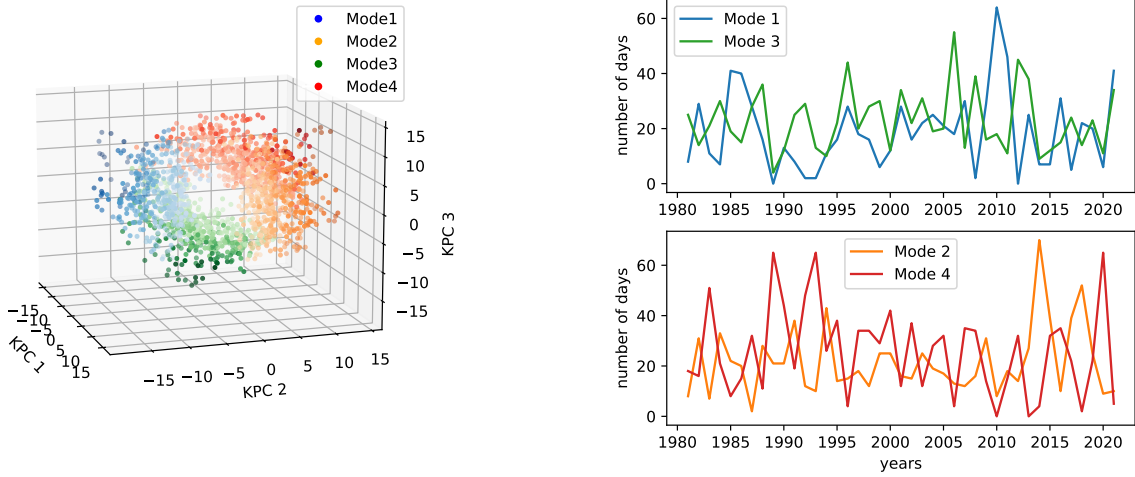 Mode1
Mode2
Mode3
Mode4
15
10
5
0
−5
−10
−15
KPC 3
−15
−10
−5
0
5
10
15
KPC 1
−15 −10 −5 0 5 10 15
KPC 2
60
40
20
0
number of days
Mode 1
Mode 3
1980 1985 1990 1995 2000 2005 2010 2015 2020
60
40
20
0
number of days
Mode 2
Mode 4
1980 1985 1990 1995 2000 2005 2010 2015 2020
years